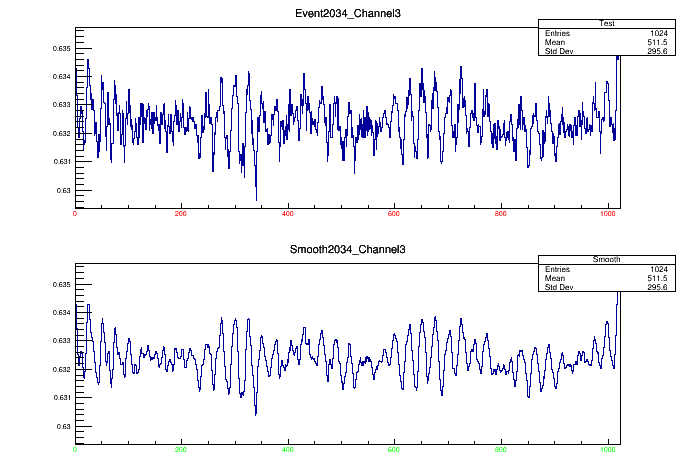 Event2034_Channel3
Test
Entries 1024
Mean 511.5
Std Dev 295.6
0.635
0.634
0.633
0.632
0.631
0.63
0 200 400 600 800 1000
Smooth2034_Channel3
Smooth
Entries 1024
Mean 511.5
Std Dev 295.6
0.635
0.634
0.633
0.632
0.631
0.63
0 200 400 600 800 1000